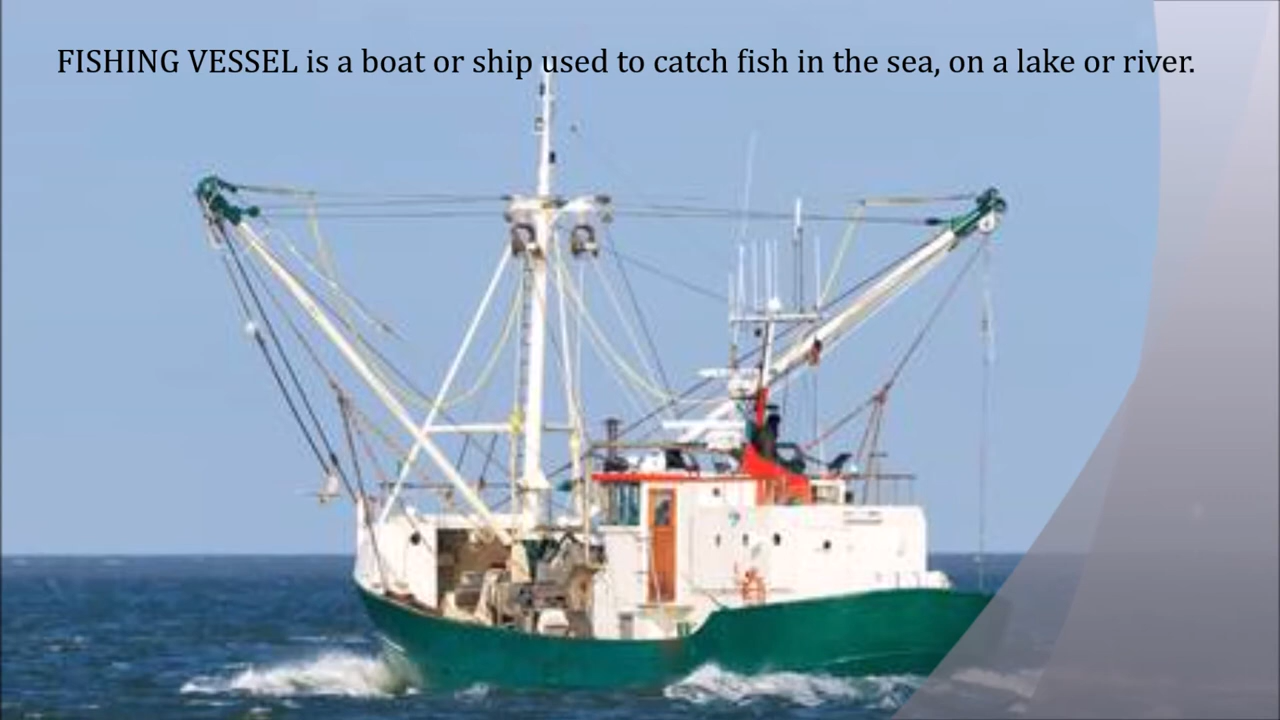 FISHING VESSEL is a boat or ship used to catch fish in the sea, on a lake or river.